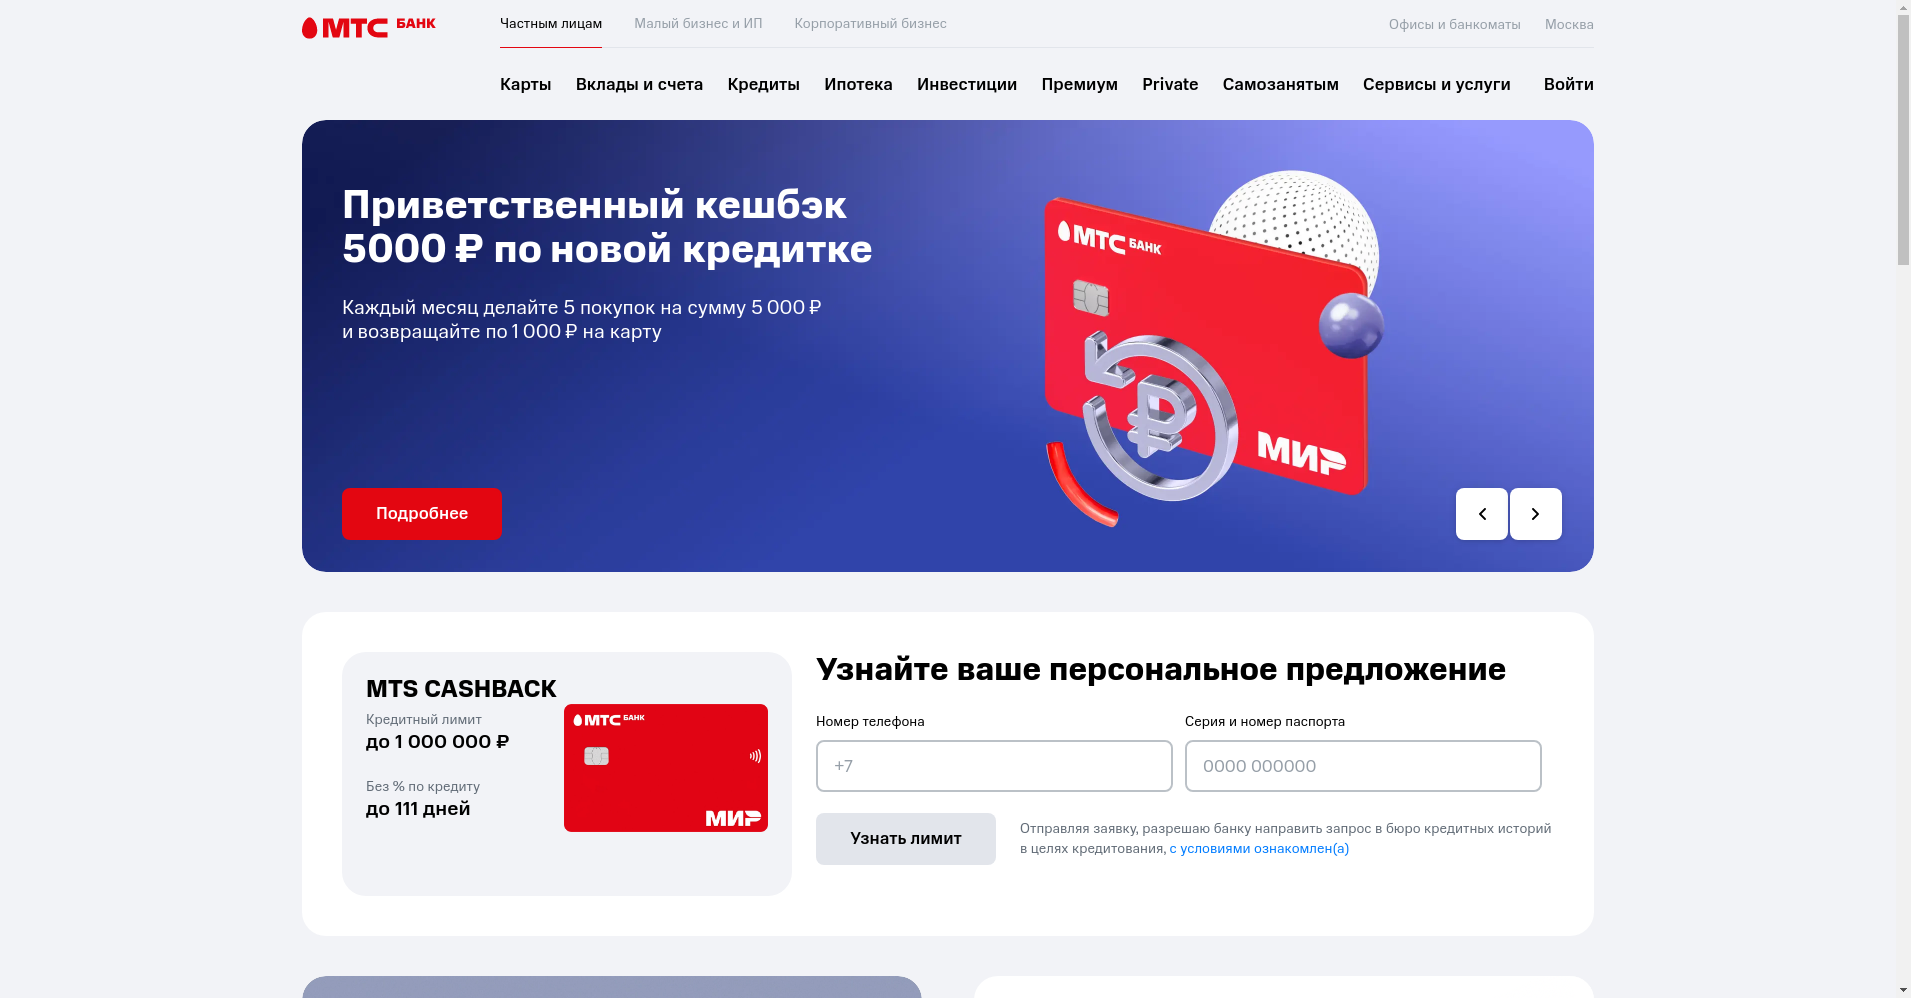 МТС БАНК
Частным лицам
Малый бизнес и ИП
Корпоративный бизнес
Офисы и банкоматы
Москва
Карты
Вклады и счета
Кредиты
Ипотека
Инвестиции
Премиум
Private
Самозанятым
Сервисы и услуги
Войти
Приветственный кешбэк
5000 ₽ по новой кредитке
Каждый месяц делайте 5 покупок на сумму 5 000 ₽
и возвращайте по 1 000 ₽ на карту
Подробнее
МТС БАНК
МИР
MTS CASHBACK
Кредитный лимит
до 1 000 000 ₽
Без % по кредиту
до 111 дней
МТС БАНК
МИР
Узнайте ваше персональное предложение
Номер телефона
Серия и номер паспорта
+7
0000 000000
Узнать лимит
Отправляя заявку, разрешаю банку направить запрос в бюро кредитных историй
в целях кредитования, с условиями ознакомлен(а)